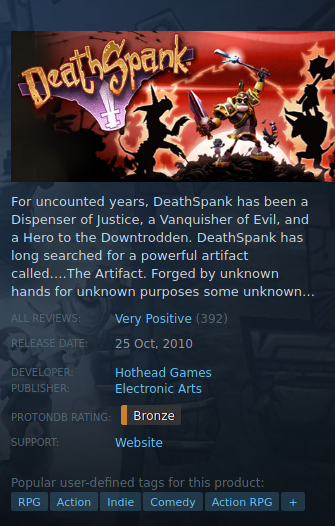 DeathSpank
For uncounted years, DeathSpank has been a
Dispenser of Justice, a Vanquisher of Evil, and
a Hero to the Downtrodden. DeathSpank has
long searched for a powerful artifact
called....The Artifact. Forged by unknown
hands for unknown purposes some unknown...
ALL REVIEWS: Very Positive (392)
RELEASE DATE: 25 Oct, 2010
DEVELOPER: Hothead Games
PUBLISHER: Electronic Arts
PROTONDB RATING: Bronze
SUPPORT: Website
Popular user-defined tags for this product:
RPG Action Indie Comedy Action RPG +